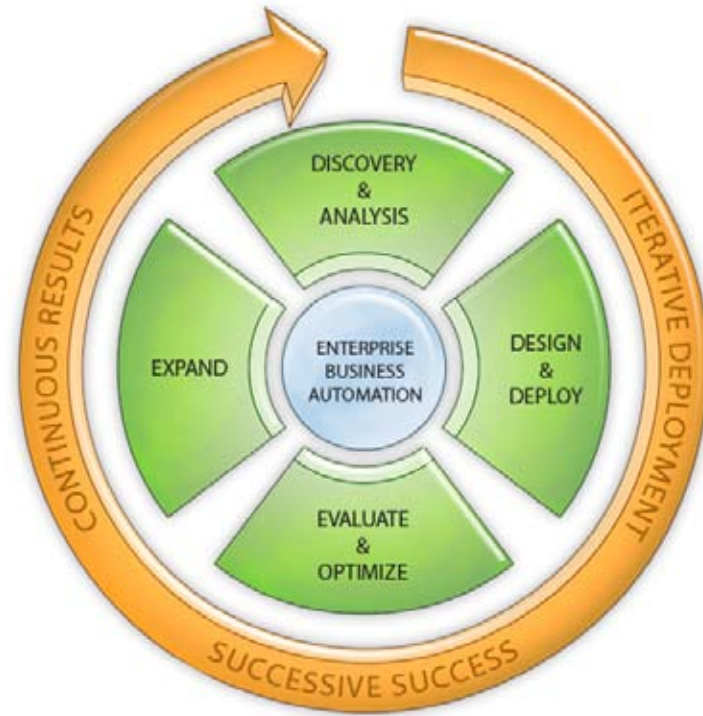 DISCOVERY
&
ANALYSIS
ITERATIVE DEPLOYMENT
DESIGN
&
DEPLOY
ENTERPRISE
BUSINESS
AUTOMATION
EXPAND
CONTINUOUS RESULTS
EVALUATE
&
OPTIMIZE
SUCCESSIVE SUCCESS